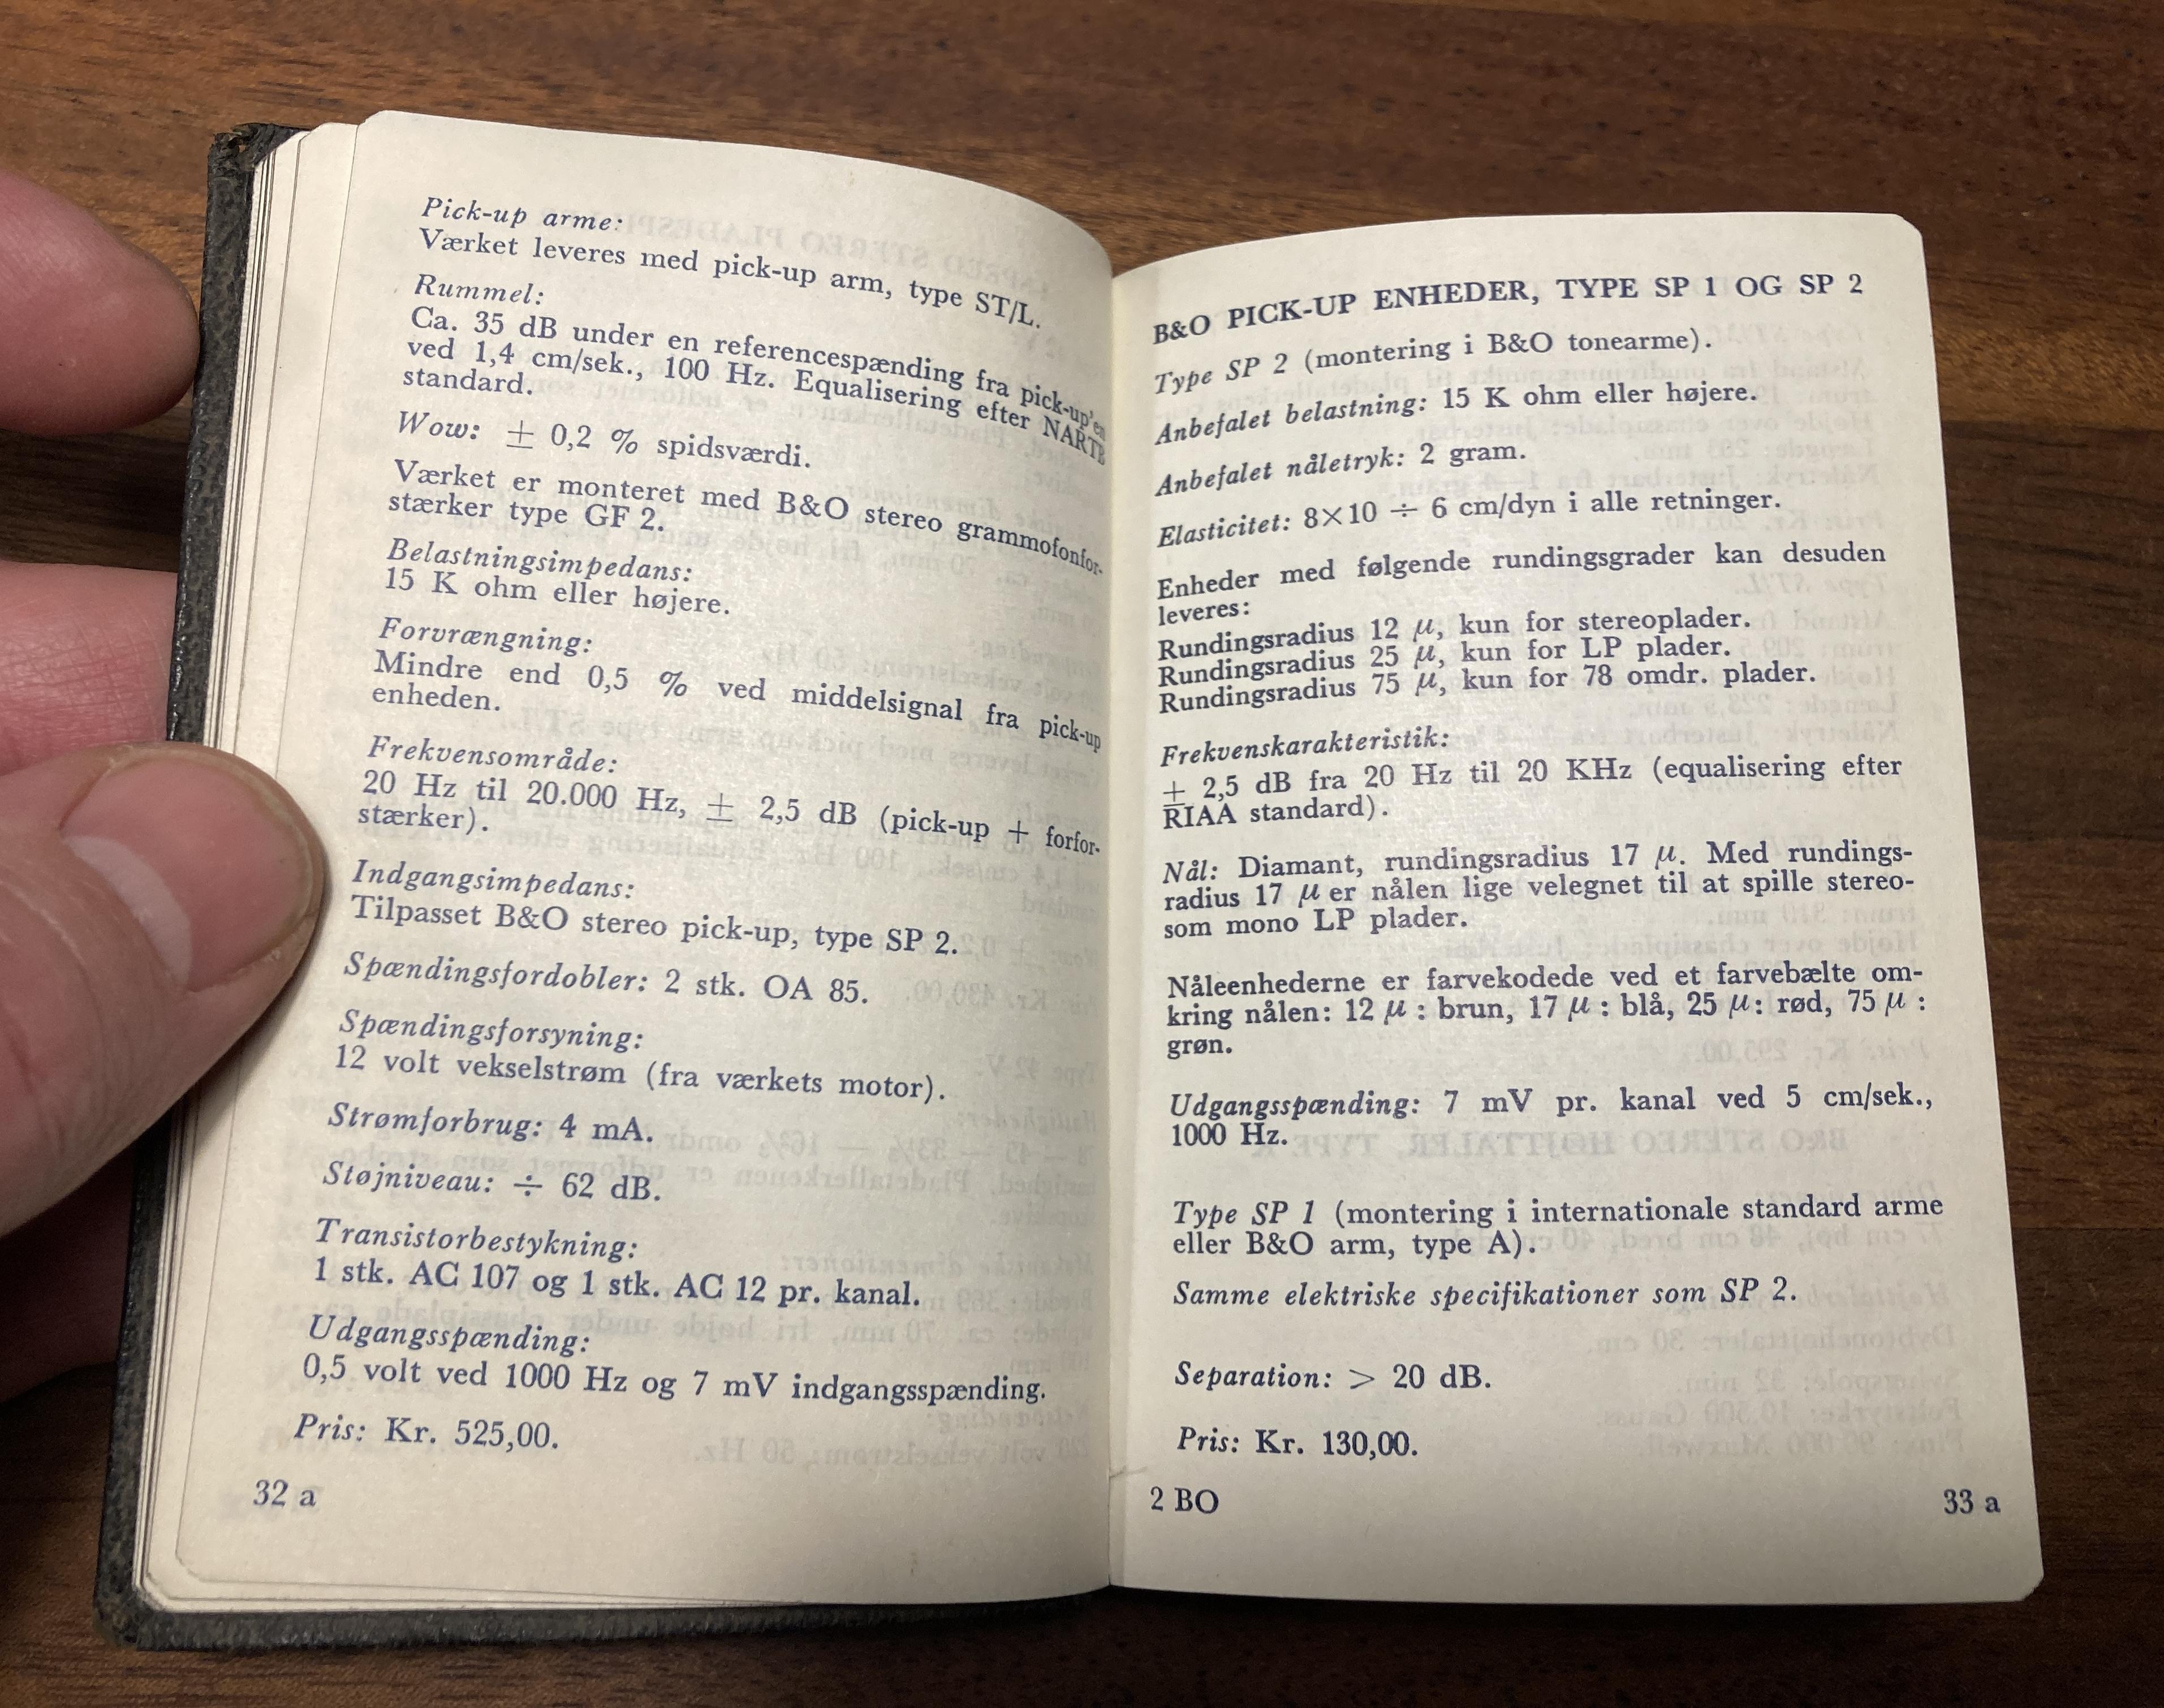 Pick-up arme:
Værket leveres med pick-up arm, type ST/L.
Rummel:
Ca. 35 dB under en referencespænding fra pick-up'en
ved 1,4 cm/sek., 100 Hz. Equalisering efter NARTB
standard.
Wow: ± 0,2 % spidsværdi.
Værket er monteret med B&O stereo grammofonfor-
stærker type GF 2.
Belastningsimpedans:
15 K ohm eller højere.
Forvrængning:
Mindre end 0,5 % ved middelsignal fra pick-up
enheden.
Frekvensområde:
20 Hz til 20.000 Hz, ± 2,5 dB (pick-up + forfor-
stærker).
Indgangsimpedans:
Tilpasset B&O stereo pick-up, type SP 2.
Spændingsfordobler: 2 stk. OA 85.
Spændingsforsyning:
12 volt vekselstrøm (fra værkets motor).
Strømforbrug: 4 mA.
Støjniveau: ÷ 62 dB.
Transistorbestykning:
1 stk. AC 107 og 1 stk. AC 12 pr. kanal.
Udgangsspænding:
0,5 volt ved 1000 Hz og 7 mV indgangsspænding.
Pris: Kr. 525,00.
32 a
B&O PICK-UP ENHEDER, TYPE SP 1 OG SP 2
Type SP 2 (montering i B&O tonearme).
Anbefalet belastning: 15 K ohm eller højere.
Anbefalet nåletryk: 2 gram.
Elasticitet: 8×10 ÷ 6 cm/dyn i alle retninger.
Enheder med følgende rundingsgrader kan desuden
leveres:
Rundingsradius 12 μ, kun for stereoplader.
Rundingsradius 25 μ, kun for LP plader.
Rundingsradius 75 μ, kun for 78 omdr. plader.
Frekvenskarakteristik:
± 2,5 dB fra 20 Hz til 20 KHz (equalisering efter
RIAA standard).
Nål: Diamant, rundingsradius 17 μ. Med rundings-
radius 17 μ er nålen lige velegnet til at spille stereo-
som mono LP plader.
Nåleenhederne er farvekodede ved et farvebælte om-
kring nålen: 12 μ : brun, 17 μ : blå, 25 μ: rød, 75 μ :
grøn.
Udgangsspænding: 7 mV pr. kanal ved 5 cm/sek.,
1000 Hz.
Type SP 1 (montering i internationale standard arme
eller B&O arm, type A).
Samme elektriske specifikationer som SP 2.
Separation: > 20 dB.
Pris: Kr. 130,00.
2 BO
33 a